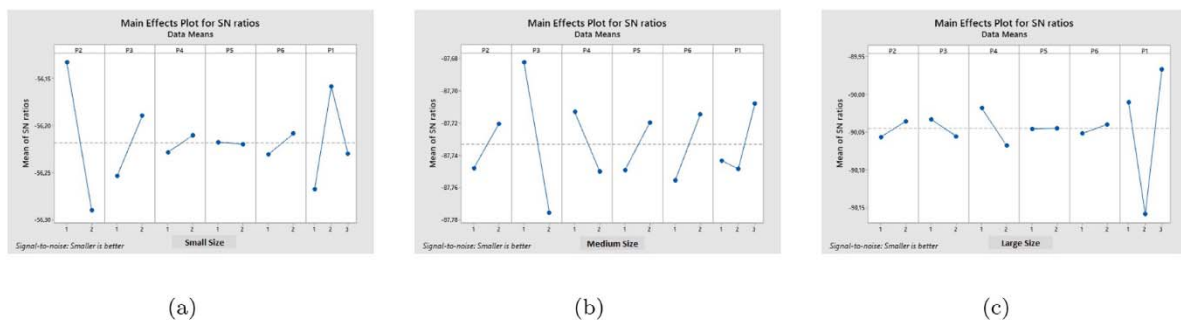 Main Effects Plot for SN ratios
Data Means
P2 P3 P4 P5 P6 P1
Mean of SN ratios
-56,15
-56,20
-56,25
-56,30
1 2 1 2 1 2 1 2 1 2 1 2 3
Small Size
Signal-to-noise: Smaller is better
(a)
Main Effects Plot for SN ratios
Data Means
P2 P3 P4 P5 P6 P1
Mean of SN ratios
-87,68
-87,70
-87,72
-87,74
-87,76
-87,78
1 2 1 2 1 2 1 2 1 2 1 2 3
Medium Size
Signal-to-noise: Smaller is better
(b)
Main Effects Plot for SN ratios
Data Means
P2 P3 P4 P5 P6 P1
Mean of SN ratios
-89,95
-90,00
-90,05
-90,10
-90,15
1 2 1 2 1 2 1 2 1 2 1 2 3
Large Size
Signal-to-noise: Smaller is better
(c)